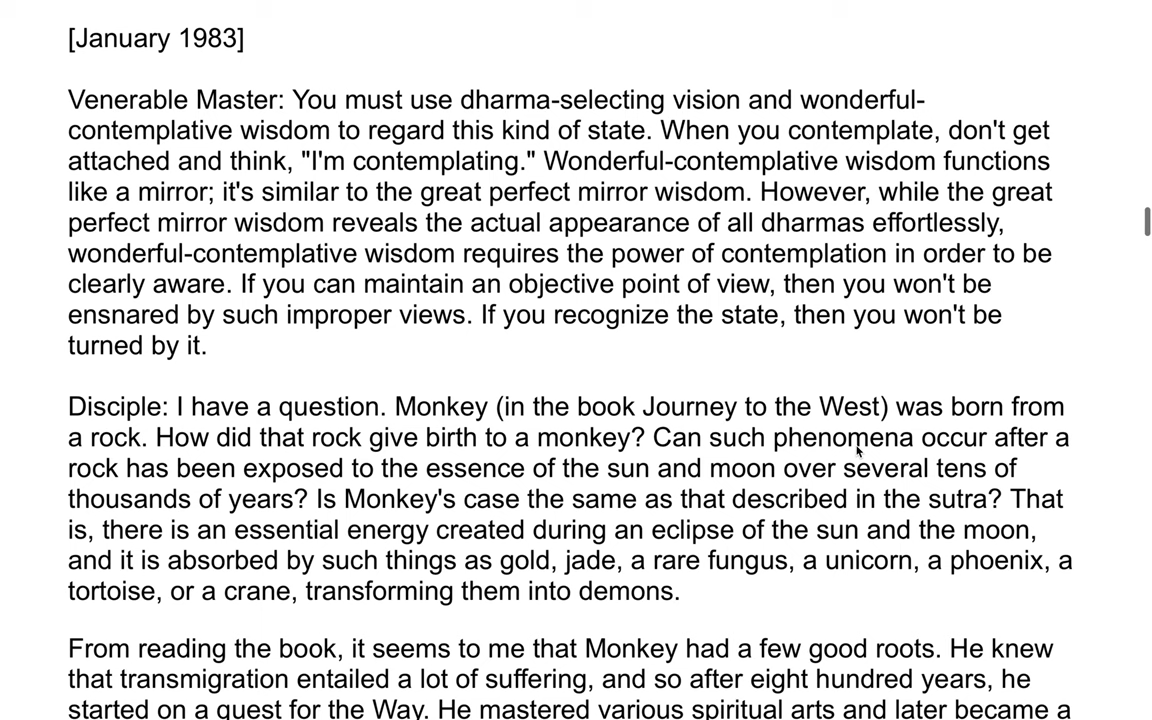 [January 1983]
Venerable Master: You must use dharma-selecting vision and wonderful-
contemplative wisdom to regard this kind of state. When you contemplate, don't get
attached and think, "I'm contemplating." Wonderful-contemplative wisdom functions
like a mirror; it's similar to the great perfect mirror wisdom. However, while the great
perfect mirror wisdom reveals the actual appearance of all dharmas effortlessly,
wonderful-contemplative wisdom requires the power of contemplation in order to be
clearly aware. If you can maintain an objective point of view, then you won't be
ensnared by such improper views. If you recognize the state, then you won't be
turned by it.
Disciple: I have a question. Monkey (in the book Journey to the West) was born from
a rock. How did that rock give birth to a monkey? Can such phenomena occur after a
rock has been exposed to the essence of the sun and moon over several tens of
thousands of years? Is Monkey's case the same as that described in the sutra? That
is, there is an essential energy created during an eclipse of the sun and the moon,
and it is absorbed by such things as gold, jade, a rare fungus, a unicorn, a phoenix, a
tortoise, or a crane, transforming them into demons.
From reading the book, it seems to me that Monkey had a few good roots. He knew
that transmigration entailed a lot of suffering, and so after eight hundred years, he
started on a quest for the Way. He mastered various spiritual arts and later became a